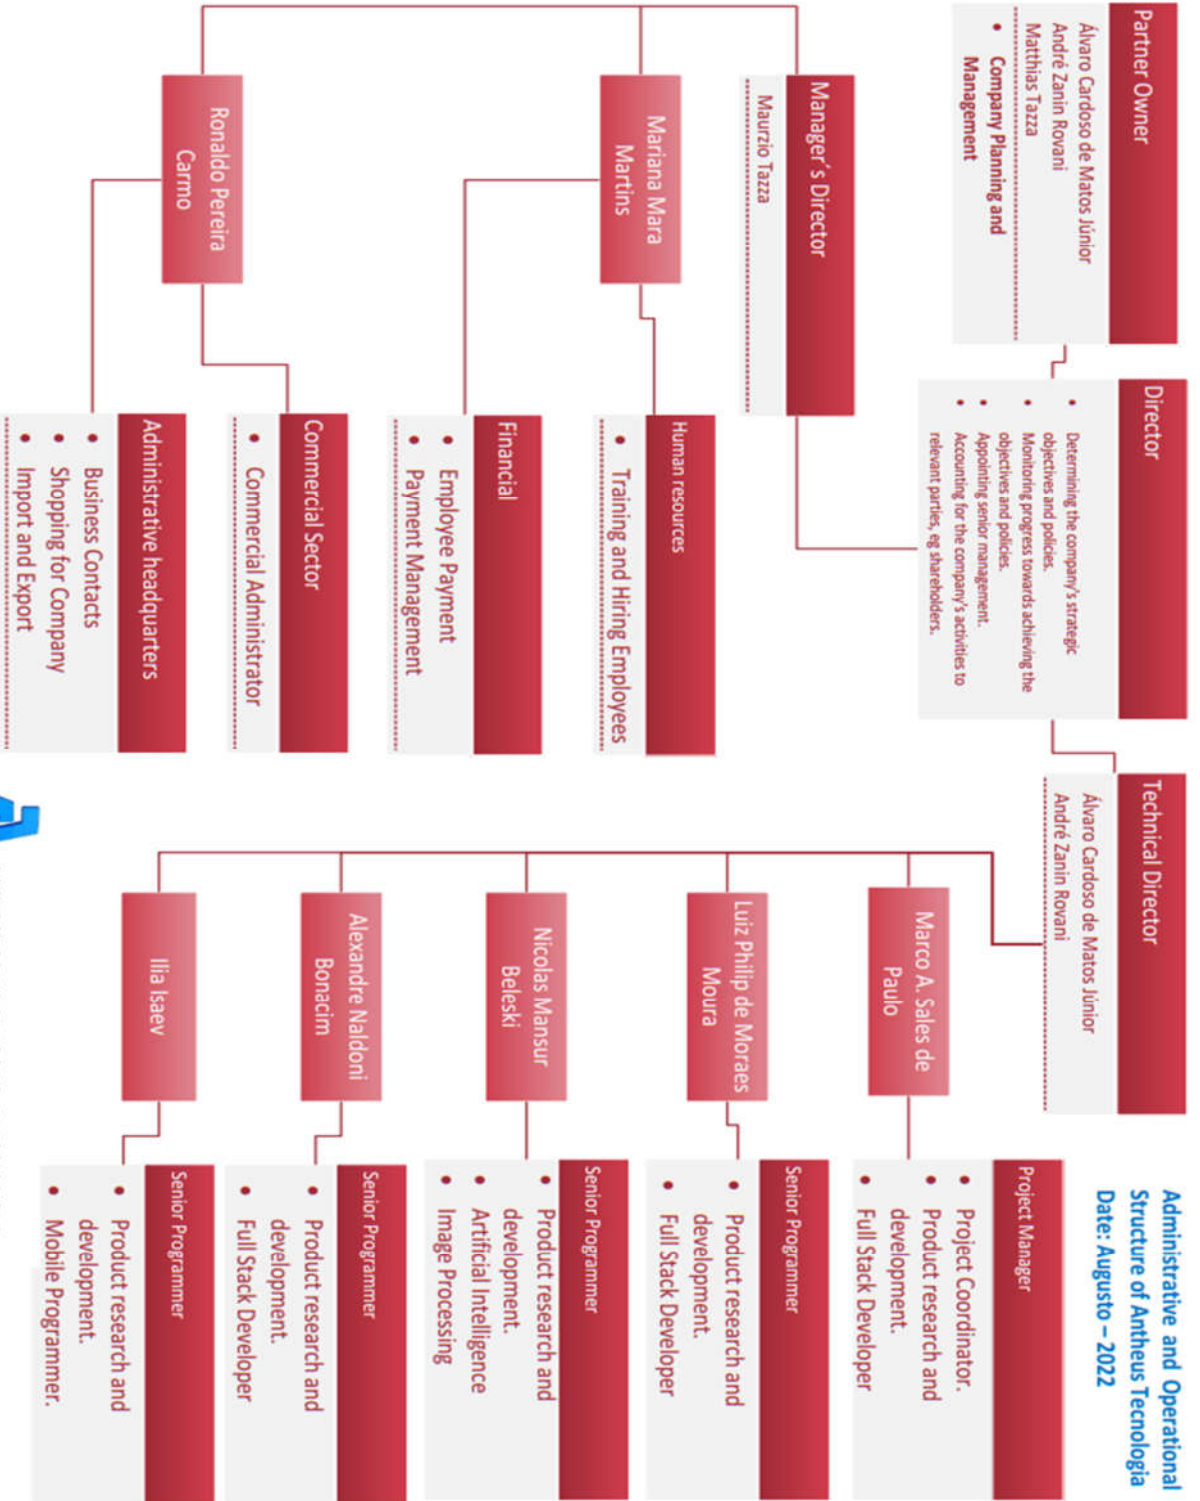 Administrative and Operational
Structure of Antheus Tecnologia
Date: Augusto – 2022
Partner Owner
Álvaro Cardoso de Matos Júnior
André Zanin Rovani
Matthias Tazza
• Company Planning and
Management
Director
• Determining the company's strategic
objectives and policies.
• Monitoring progress towards achieving the
objectives and policies.
• Appointing senior management.
• Accounting for the company's activities to
relevant parties, eg shareholders.
Technical Director
Álvaro Cardoso de Matos Júnior
André Zanin Rovani
Manager's Director
Maurzio Tazza
Mariana Mara
Martins
Human resources
• Training and Hiring Employees
Financial
• Employee Payment
• Payment Management
Ronaldo Pereira
Carmo
Commercial Sector
• Commercial Administrator
Administrative headquarters
• Business Contacts
• Shopping for Company
• Import and Export
Marco A. Sales de
Paulo
Project Manager
• Project Coordinator.
• Product research and
development.
• Full Stack Developer
Luiz Philip de Moraes
Moura
Senior Programmer
• Product research and
development.
• Full Stack Developer
Nicolas Mansur
Beleski
Senior Programmer
• Product research and
development.
• Artificial Intelligence
• Image Processing
Alexandre Naldoni
Bonacim
Senior Programmer
• Product research and
development.
• Full Stack Developer
Ilia Isaev
Senior Programmer
• Product research and
development.
• Mobile Programmer.